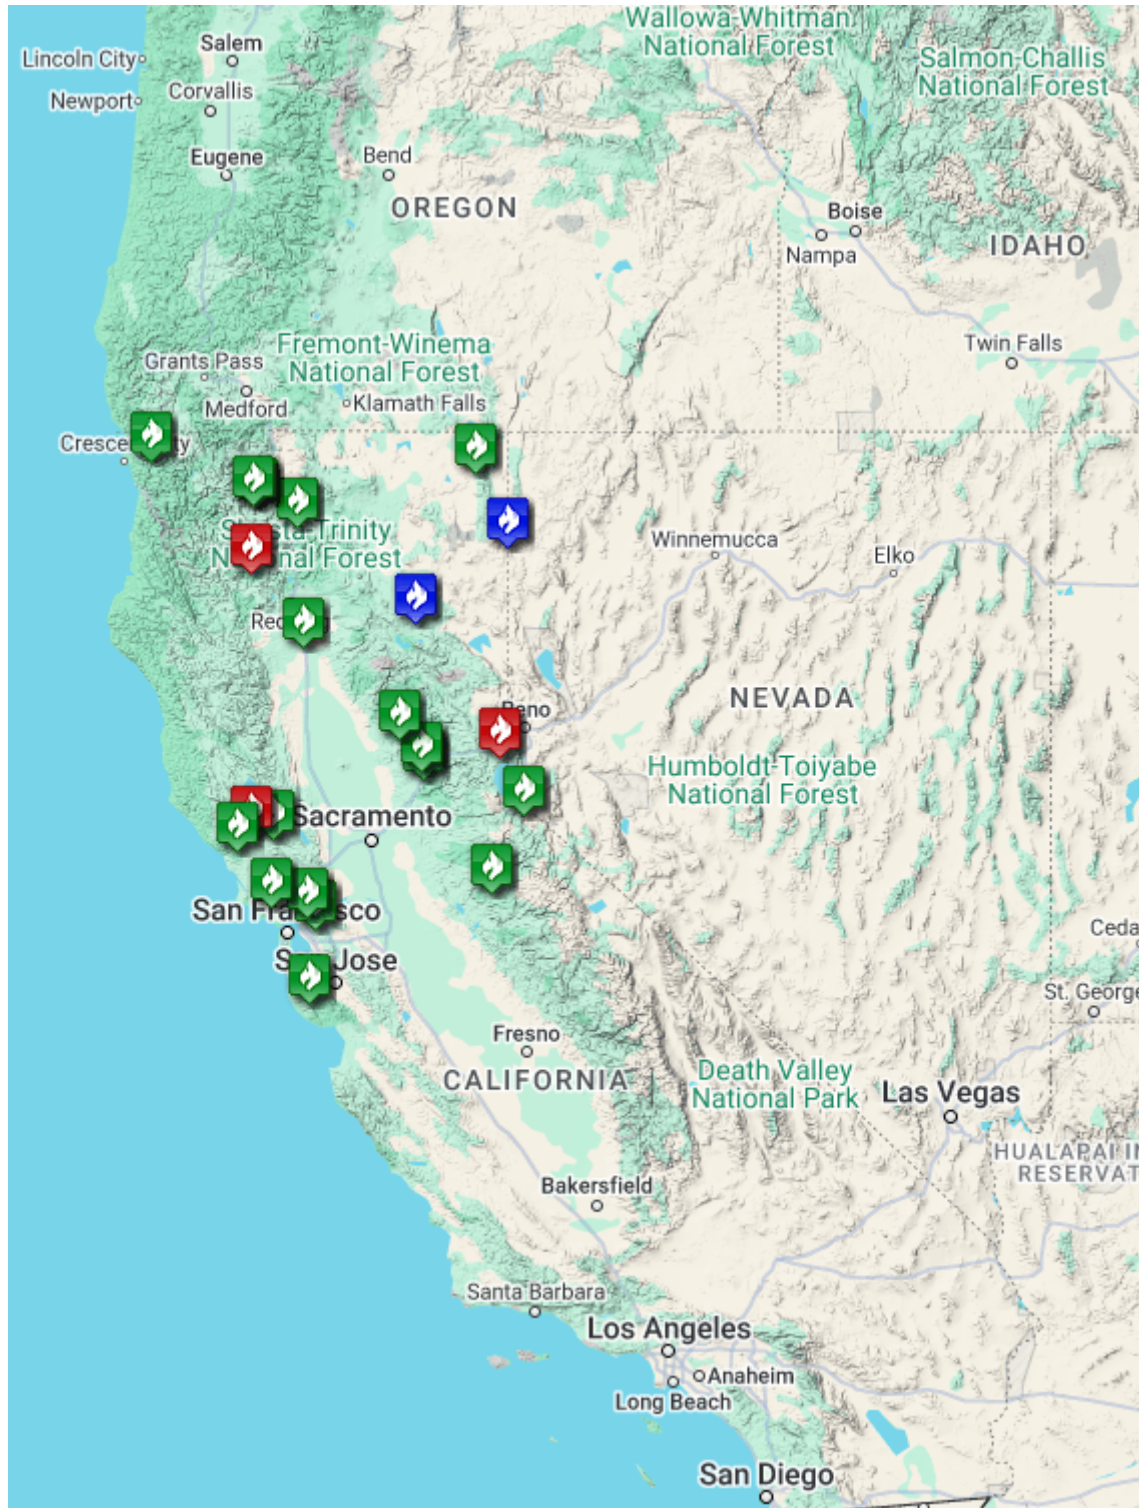 Wallowa-Whitman
National Forest
Salem
Lincoln City
Salmon-Challis
National Forest
Corvallis
Newport
Eugene
Bend
OREGON
Boise
Nampa
IDAHO
Fremont-Winema
National Forest
Twin Falls
Grants Pass
Medford
Klamath Falls
Winnemucca
Elko
NEVADA
Humboldt-Toiyabe
National Forest
Sacramento
Jose
Ceda
St. George
Fresno
CALIFORNIA
Death Valley
National Park
Las Vegas
HUALAPAI IN
RESERVAT
Bakersfield
Santa Barbara
Los Angeles
Anaheim
Long Beach
San Diego